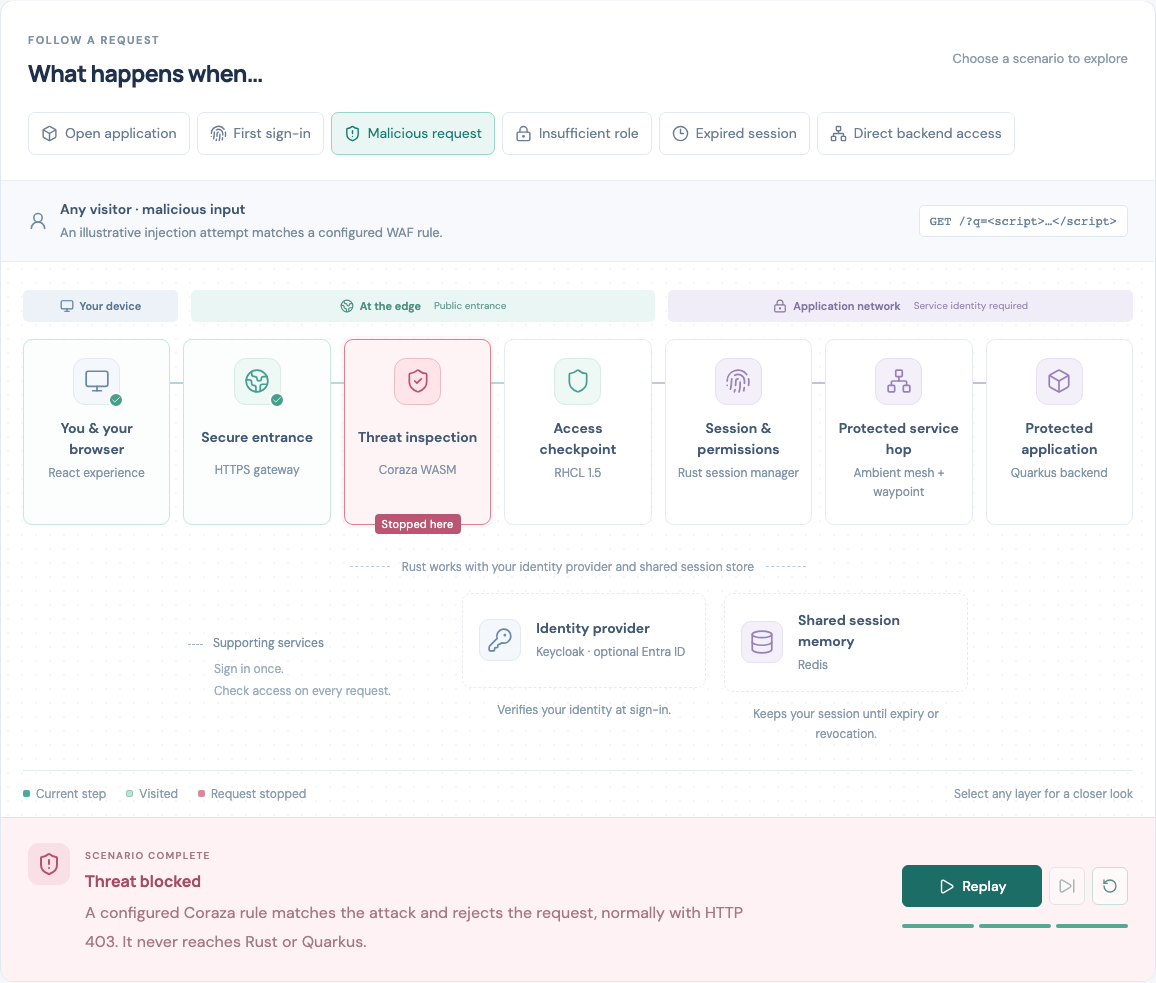 FOLLOW A REQUEST
What happens when...
Choose a scenario to explore
Open application
First sign-in
Malicious request
Insufficient role
Expired session
Direct backend access
Any visitor · malicious input
An illustrative injection attempt matches a configured WAF rule.
GET /?q=<script>…</script>
Your device
At the edge Public entrance
Application network Service identity required
You & your
browser
React experience
Secure entrance
HTTPS gateway
Threat inspection
Coraza WASM
Stopped here
Access
checkpoint
RHCL 1.5
Session &
permissions
Rust session manager
Protected service
hop
Ambient mesh +
waypoint
Protected
application
Quarkus backend
Rust works with your identity provider and shared session store
Supporting services
Sign in once.
Check access on every request.
Identity provider
Keycloak · optional Entra ID
Verifies your identity at sign-in.
Shared session
memory
Redis
Keeps your session until expiry or
revocation.
Current step
Visited
Request stopped
Select any layer for a closer look
SCENARIO COMPLETE
Threat blocked
A configured Coraza rule matches the attack and rejects the request, normally with HTTP
403. It never reaches Rust or Quarkus.
Replay